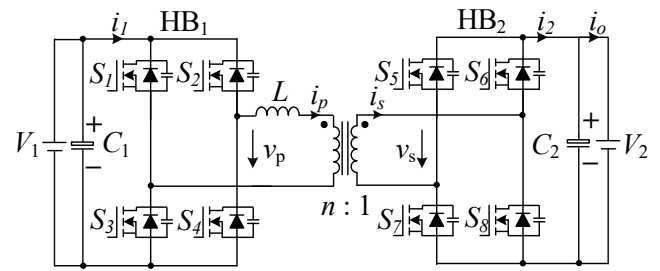 i1 HB1 HB2 i2 io
S1 S2 S5 S6
L ip is
V1 + C1 − vp vs C2 + − V2
n : 1
S3 S4 S7 S8